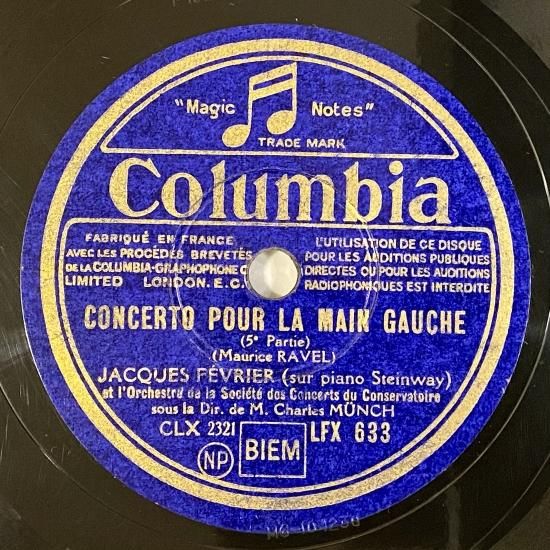 "Magic Notes"
TRADE MARK
Columbia
FABRIQUÉ EN FRANCE
AVEC LES PROCÉDÉS BREVETÉS
DE LA COLUMBIA-GRAPHOPHONE C
LIMITED LONDON.E.C.
L'UTILISATION DE CE DISQUE
POUR LES AUDITIONS PUBLIQUES
DIRECTES OU POUR LES AUDITIONS
RADIOPHONIQUES EST INTERDITE
CONCERTO POUR LA MAIN GAUCHE
(5e Partie)
(Maurice RAVEL)
JACQUES FÉVRIER (sur piano Steinway)
et l'Orchestre de la Société des Concerts du Conservatoire
sous la Dir. de M. Charles MÜNCH
CLX 2321 LFX 633
NP BIEM